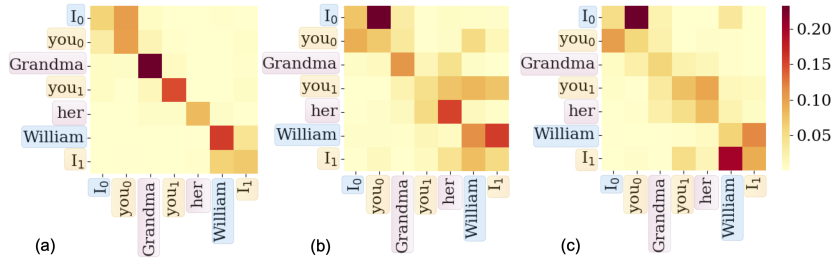 I0
you0
Grandma
you1
her
William
I1
I0
you0
Grandma
you1
her
William
I1
(a)
I0
you0
Grandma
you1
her
William
I1
I0
you0
Grandma
you1
her
William
I1
(b)
I0
you0
Grandma
you1
her
William
I1
I0
you0
Grandma
you1
her
William
I1
(c)
0.20
0.15
0.10
0.05